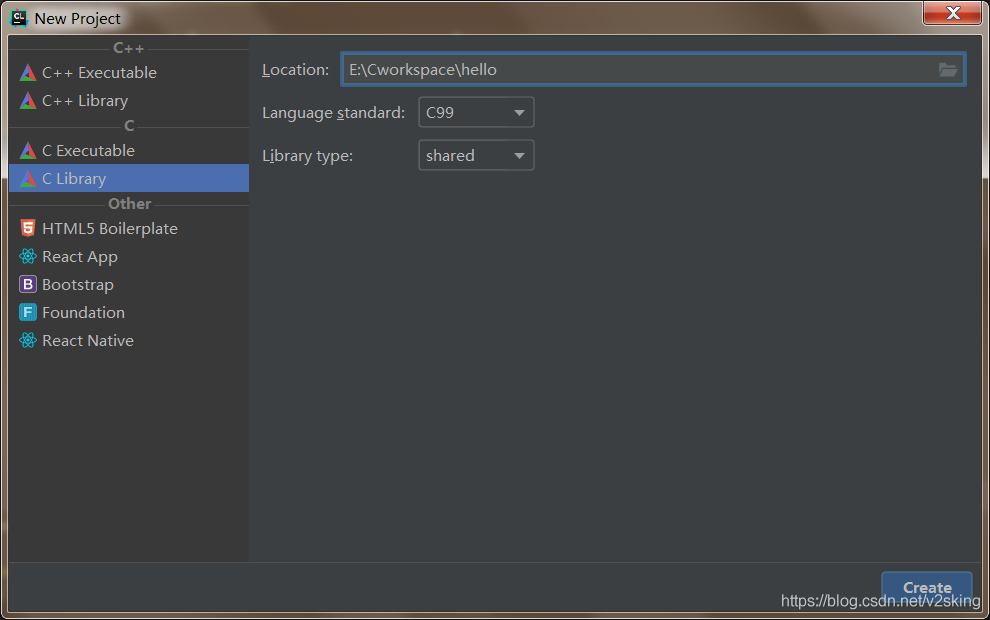 New Project
C++
C++ Executable
C++ Library
C
C Executable
C Library
Other
HTML5 Boilerplate
React App
Bootstrap
Foundation
React Native
Location: E:\Cworkspace\hello
Language standard: C99
Library type: shared
Create
https://blog.csdn.net/v2sking